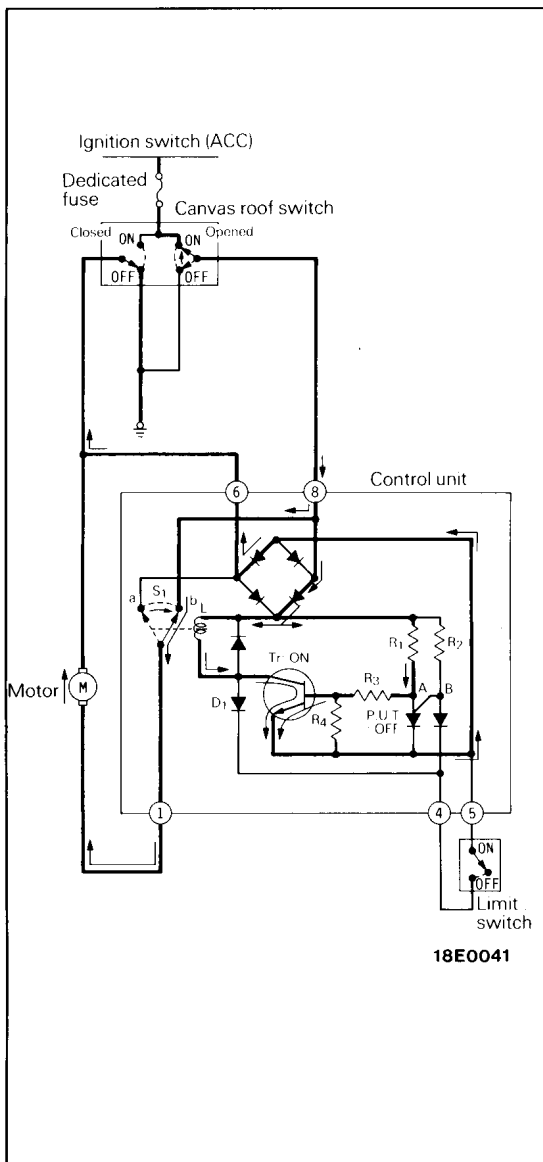 Ignition switch (ACC)
Dedicated
fuse
Canvas roof switch
Closed
ON
ON
Opened
OFF
OFF
6
8
Control unit
a
S1
b
L
R1
R2
Tr: ON
R3
A
B
Motor
M
D1
R4
P.U.T
OFF
1
4
5
ON
OFF
Limit
switch
18E0041